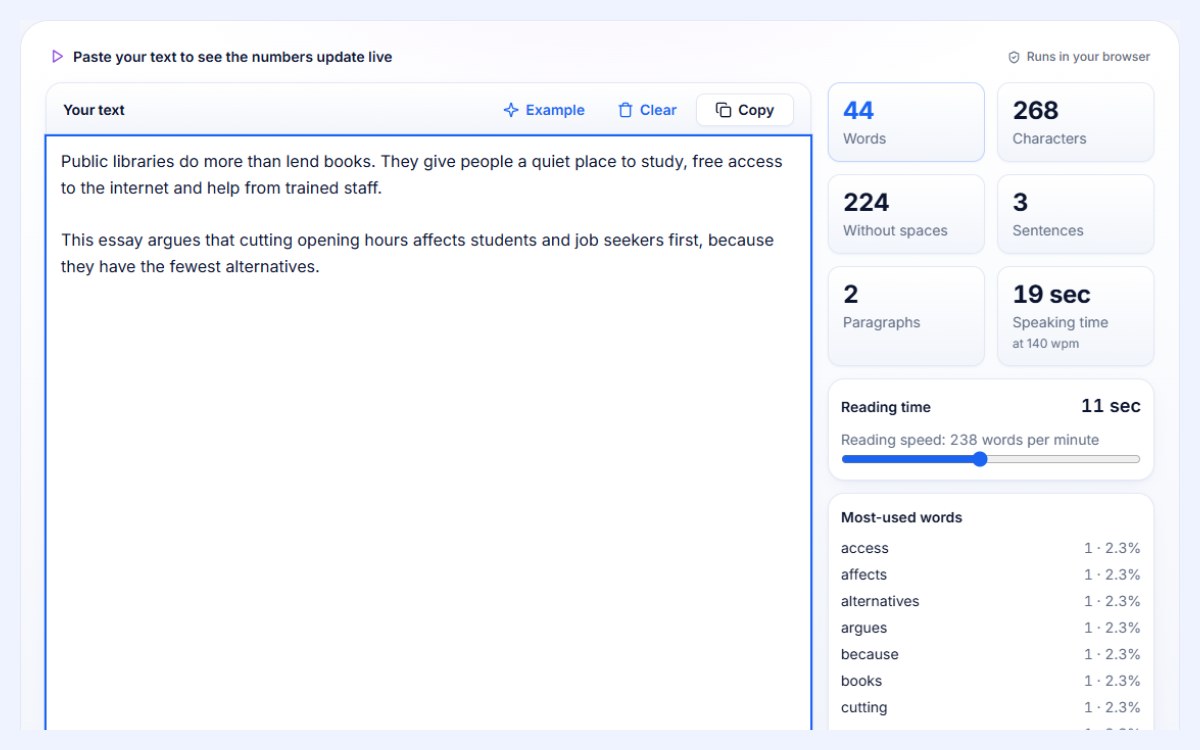 Paste your text to see the numbers update live
Runs in your browser
Your text
Example
Clear
Copy
Public libraries do more than lend books. They give people a quiet place to study, free access
to the internet and help from trained staff.
This essay argues that cutting opening hours affects students and job seekers first, because
they have the fewest alternatives.
44
Words
268
Characters
224
Without spaces
3
Sentences
2
Paragraphs
19 sec
Speaking time
at 140 wpm
Reading time
11 sec
Reading speed: 238 words per minute
Most-used words
access 1 · 2.3%
affects 1 · 2.3%
alternatives 1 · 2.3%
argues 1 · 2.3%
because 1 · 2.3%
books 1 · 2.3%
cutting 1 · 2.3%